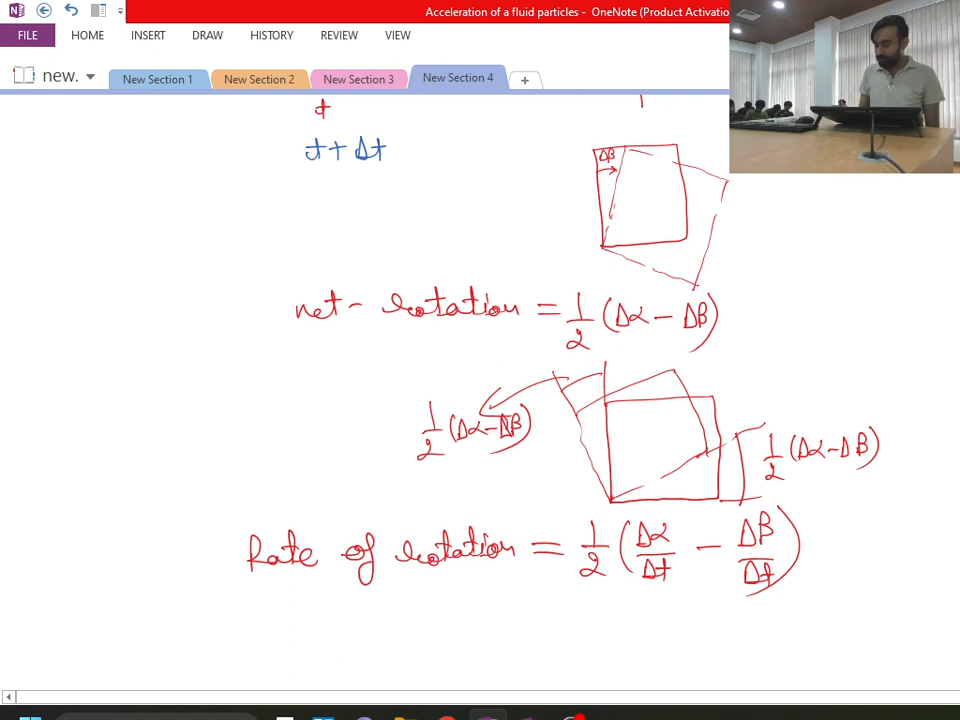 Acceleration of a fluid particles - OneNote (Product Activatio
FILE HOME INSERT DRAW HISTORY REVIEW VIEW
new. New Section 1 New Section 2 New Section 3 New Section 4 +
t
t + Δt
Δβ
net- rotation = 1/2 (Δα - Δβ)
1/2 (Δα - Δβ)
1/2 (Δα - Δβ)
Rate of rotation = 1/2 (Δα/Δt - Δβ/Δt)